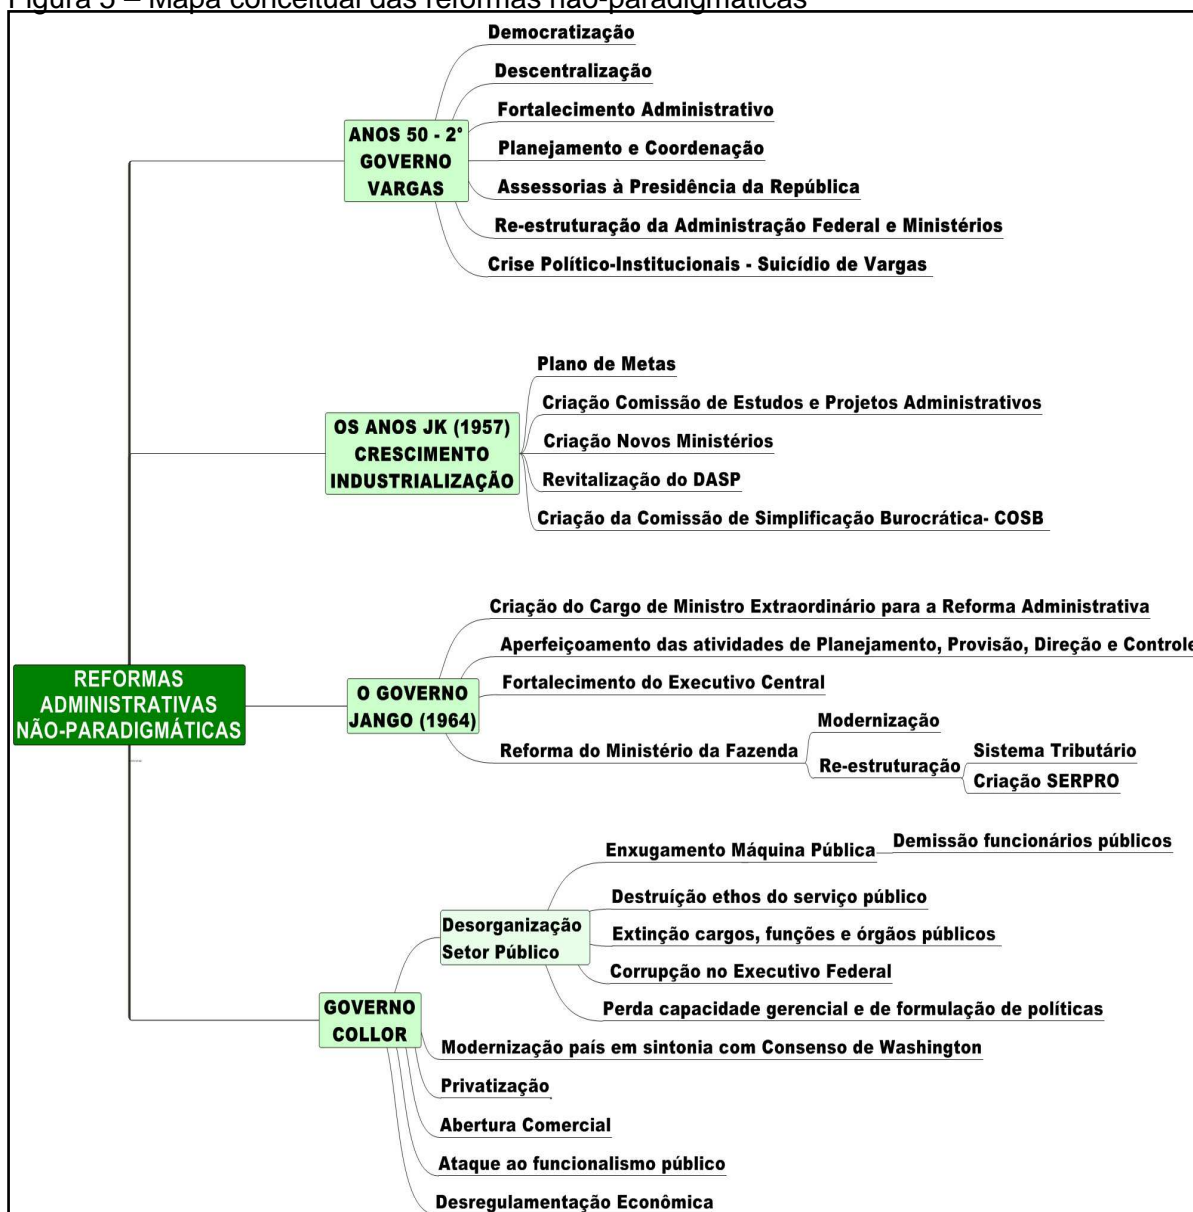 Figura 5 – Mapa conceitual das reformas não-paradigmáticas
Democratização
Descentralização
Fortalecimento Administrativo
ANOS 50 - 2°
GOVERNO
VARGAS
Planejamento e Coordenação
Assessorias à Presidência da República
Re-estruturação da Administração Federal e Ministérios
Crise Político-Institucionais - Suicídio de Vargas
Plano de Metas
Criação Comissão de Estudos e Projetos Administrativos
OS ANOS JK (1957)
CRESCIMENTO
INDUSTRIALIZAÇÃO
Criação Novos Ministérios
Revitalização do DASP
Criação da Comissão de Simplificação Burocrática- COSB
Criação do Cargo de Ministro Extraordinário para a Reforma Administrativa
Aperfeiçoamento das atividades de Planejamento, Provisão, Direção e Controle
REFORMAS
ADMINISTRATIVAS
NÃO-PARADIGMÁTICAS
O GOVERNO
JANGO (1964)
Fortalecimento do Executivo Central
Reforma do Ministério da Fazenda
Modernização
Re-estruturação
Sistema Tributário
Criação SERPRO
Enxugamento Máquina Pública
Demissão funcionários públicos
Destruíção ethos do serviço público
Desorganização
Setor Público
Extinção cargos, funções e órgãos públicos
Corrupção no Executivo Federal
Perda capacidade gerencial e de formulação de políticas
GOVERNO
COLLOR
Modernização país em sintonia com Consenso de Washington
Privatização
Abertura Comercial
Ataque ao funcionalismo público
Desregulamentação Econômica